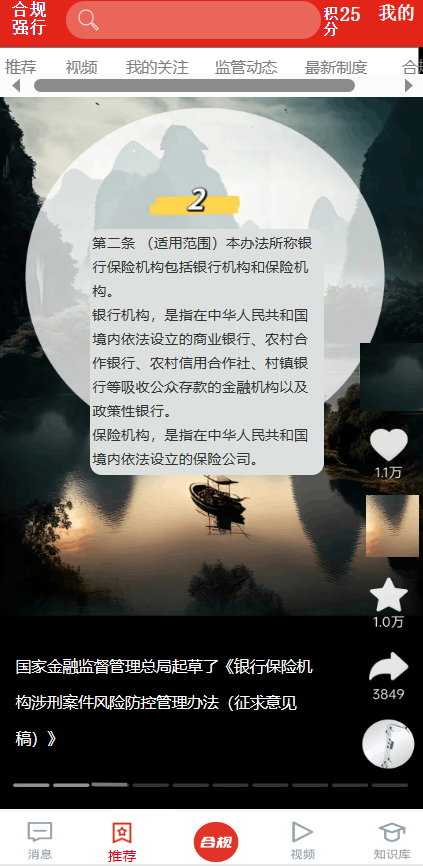 合规
强行
积25
分
我的
推荐 视频 我的关注 监管动态 最新制度 合规
2
第二条 （适用范围）本办法所称银
行保险机构包括银行机构和保险机
构。
银行机构，是指在中华人民共和国
境内依法设立的商业银行、农村合
作银行、农村信用合作社、村镇银
行等吸收公众存款的金融机构以及
政策性银行。
保险机构，是指在中华人民共和国
境内依法设立的保险公司。
1.1万
1.0万
3849
国家金融监督管理总局起草了《银行保险机
构涉刑案件风险防控管理办法（征求意见
稿）》
消息 推荐 合规 视频 知识库